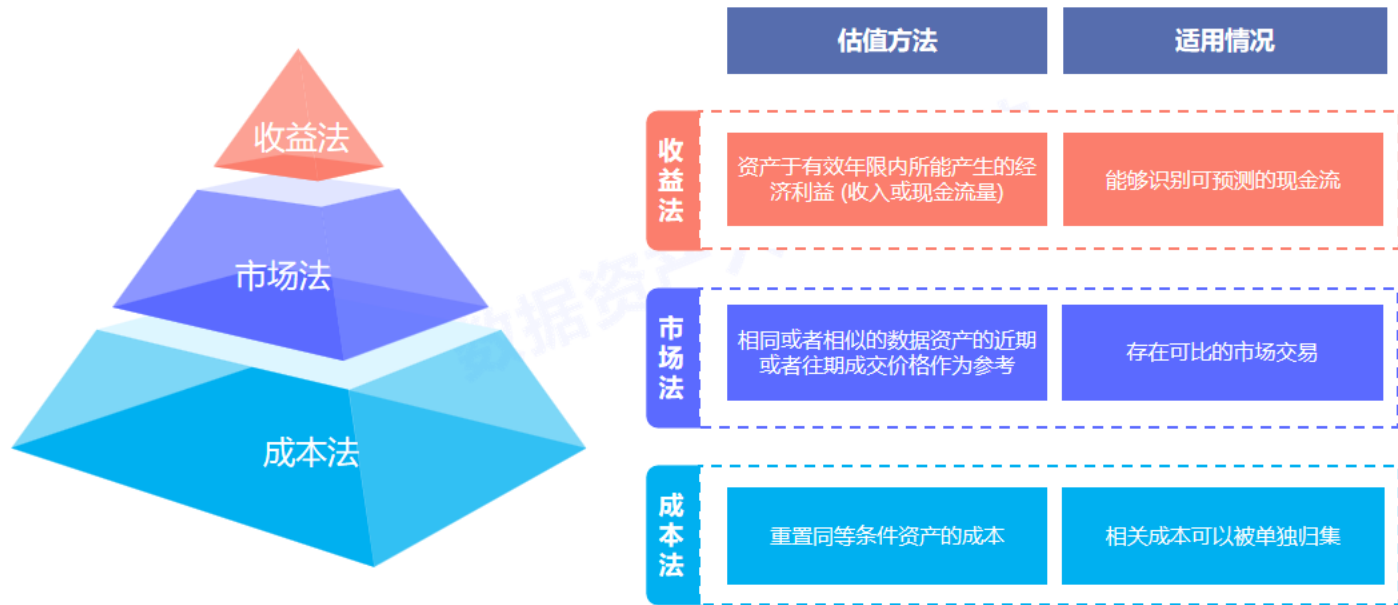 收益法
市场法
成本法
估值方法
适用情况
收益法
资产于有效年限内所能产生的经
济利益 (收入或现金流量)
能够识别可预测的现金流
市场法
相同或者相似的数据资产的近期
或者往期成交价格作为参考
存在可比的市场交易
成本法
重置同等条件资产的成本
相关成本可以被单独归集
数据资产